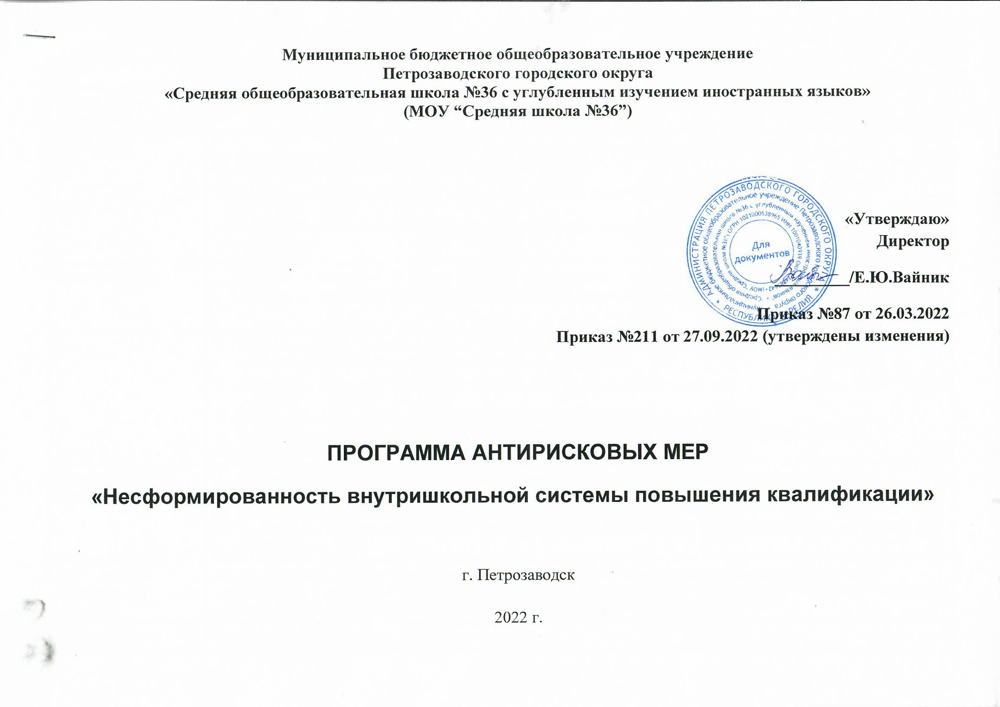 Муниципальное бюджетное общеобразовательное учреждение
Петрозаводского городского округа
«Средняя общеобразовательная школа №36 с углубленным изучением иностранных языков»
(МОУ “Средняя школа №36”)
АДМИНИСТРАЦИЯ ПЕТРОЗАВОДСКОГО ГОРОДСКОГО ОКРУГА * РЕСПУБЛИКА КАРЕЛИЯ *
Муниципальное бюджетное общеобразовательное учреждение Петрозаводского городского округа *
"Средняя общеобразовательная школа №36 с углубленным изучением иностранных языков" •
(МОУ "Средняя школа №36") ОГРН 1021000538965 ИНН 1001040939
Для
документов
«Утверждаю»
Директор
/Е.Ю.Вайник
Приказ №87 от 26.03.2022
Приказ №211 от 27.09.2022 (утверждены изменения)
ПРОГРАММА АНТИРИСКОВЫХ МЕР
«Несформированность внутришкольной системы повышения квалификации»
г. Петрозаводск
2022 г.